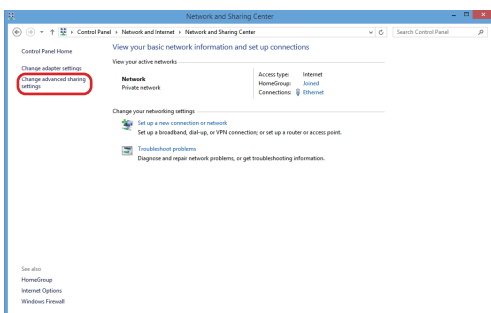 Network and Sharing Center
Control Panel › Network and Internet › Network and Sharing Center
Search Control Panel
Control Panel Home
Change adapter settings
Change advanced sharing
settings
View your basic network information and set up connections
View your active networks
Network
Private network
Access type: Internet
HomeGroup: Joined
Connections: Ethernet
Change your networking settings
Set up a new connection or network
Set up a broadband, dial-up, or VPN connection; or set up a router or access point.
Troubleshoot problems
Diagnose and repair network problems, or get troubleshooting information.
See also
HomeGroup
Internet Options
Windows Firewall